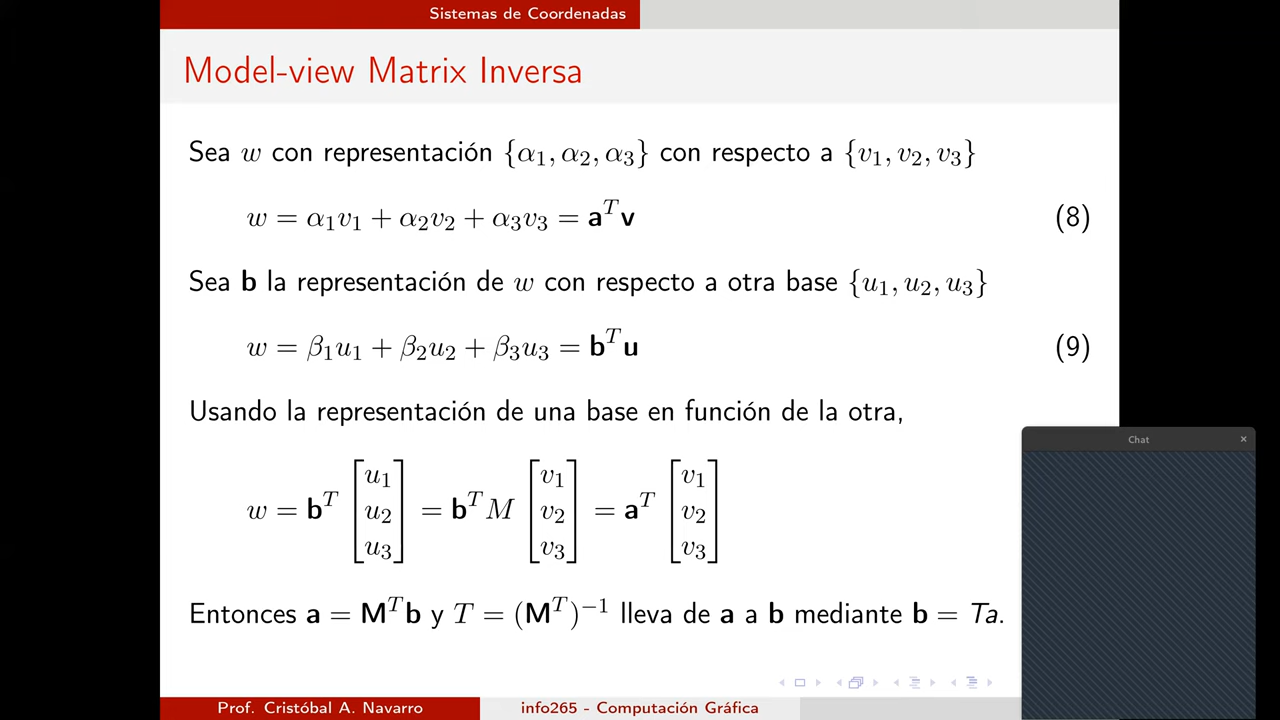 Sistemas de Coordenadas
Model-view Matrix Inversa
Sea w con representación {α₁, α₂, α₃} con respecto a {v₁, v₂, v₃}
w = α₁v₁ + α₂v₂ + α₃v₃ = aᵀv (8)
Sea b la representación de w con respecto a otra base {u₁, u₂, u₃}
w = β₁u₁ + β₂u₂ + β₃u₃ = bᵀu (9)
Usando la representación de una base en función de la otra,
w = bᵀ [u₁ u₂ u₃] = bᵀM [v₁ v₂ v₃] = aᵀ [v₁ v₂ v₃]
Entonces a = Mᵀb y T = (Mᵀ)⁻¹ lleva de a a b mediante b = Ta.
Chat ×
Prof. Cristóbal A. Navarro info265 - Computación Gráfica